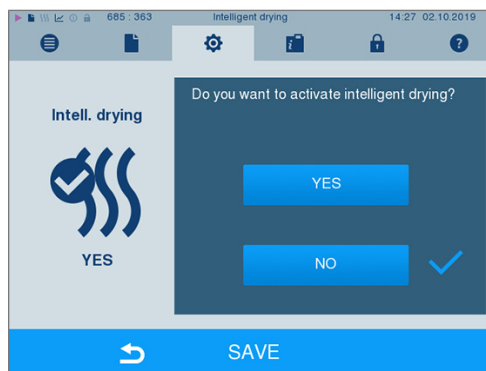 685 : 363 Intelligent drying 14:27 02.10.2019
Intell. drying
YES
Do you want to activate intelligent drying?
YES
NO
SAVE